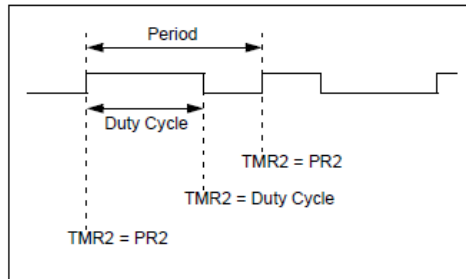 Period
Duty Cycle
TMR2 = PR2
TMR2 = Duty Cycle
TMR2 = PR2